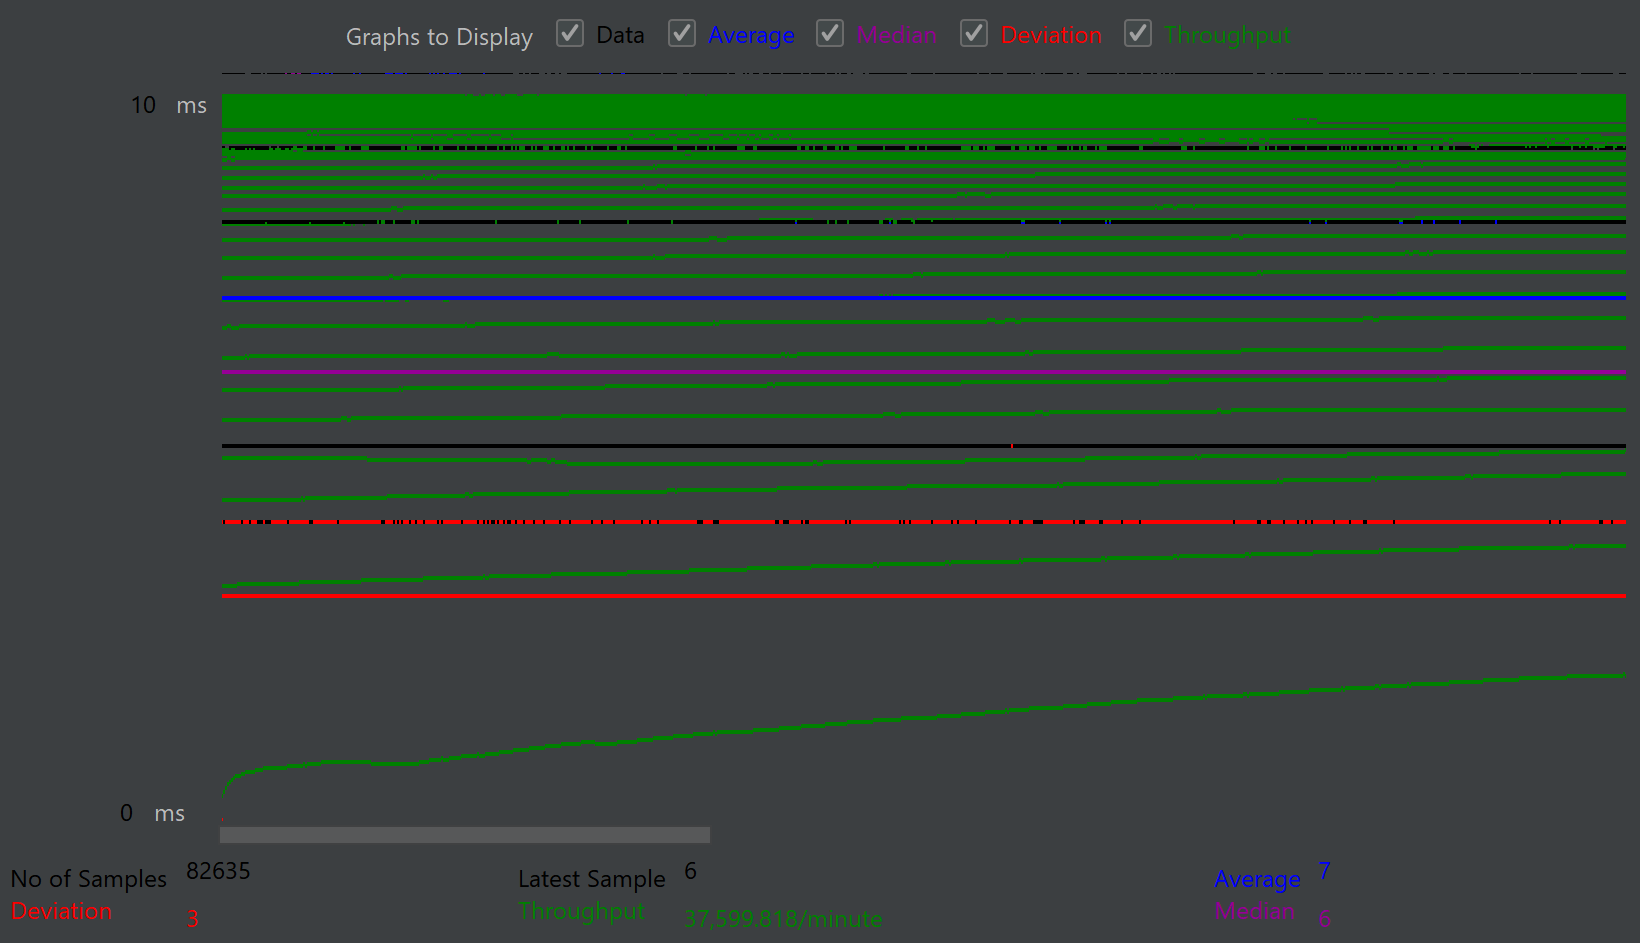 Graphs to Display Data Average Median Deviation Throughput
10 ms
0 ms
No of Samples 82635 Latest Sample 6 Average 7
Deviation 3 Throughput 37,599.818/minute Median 6